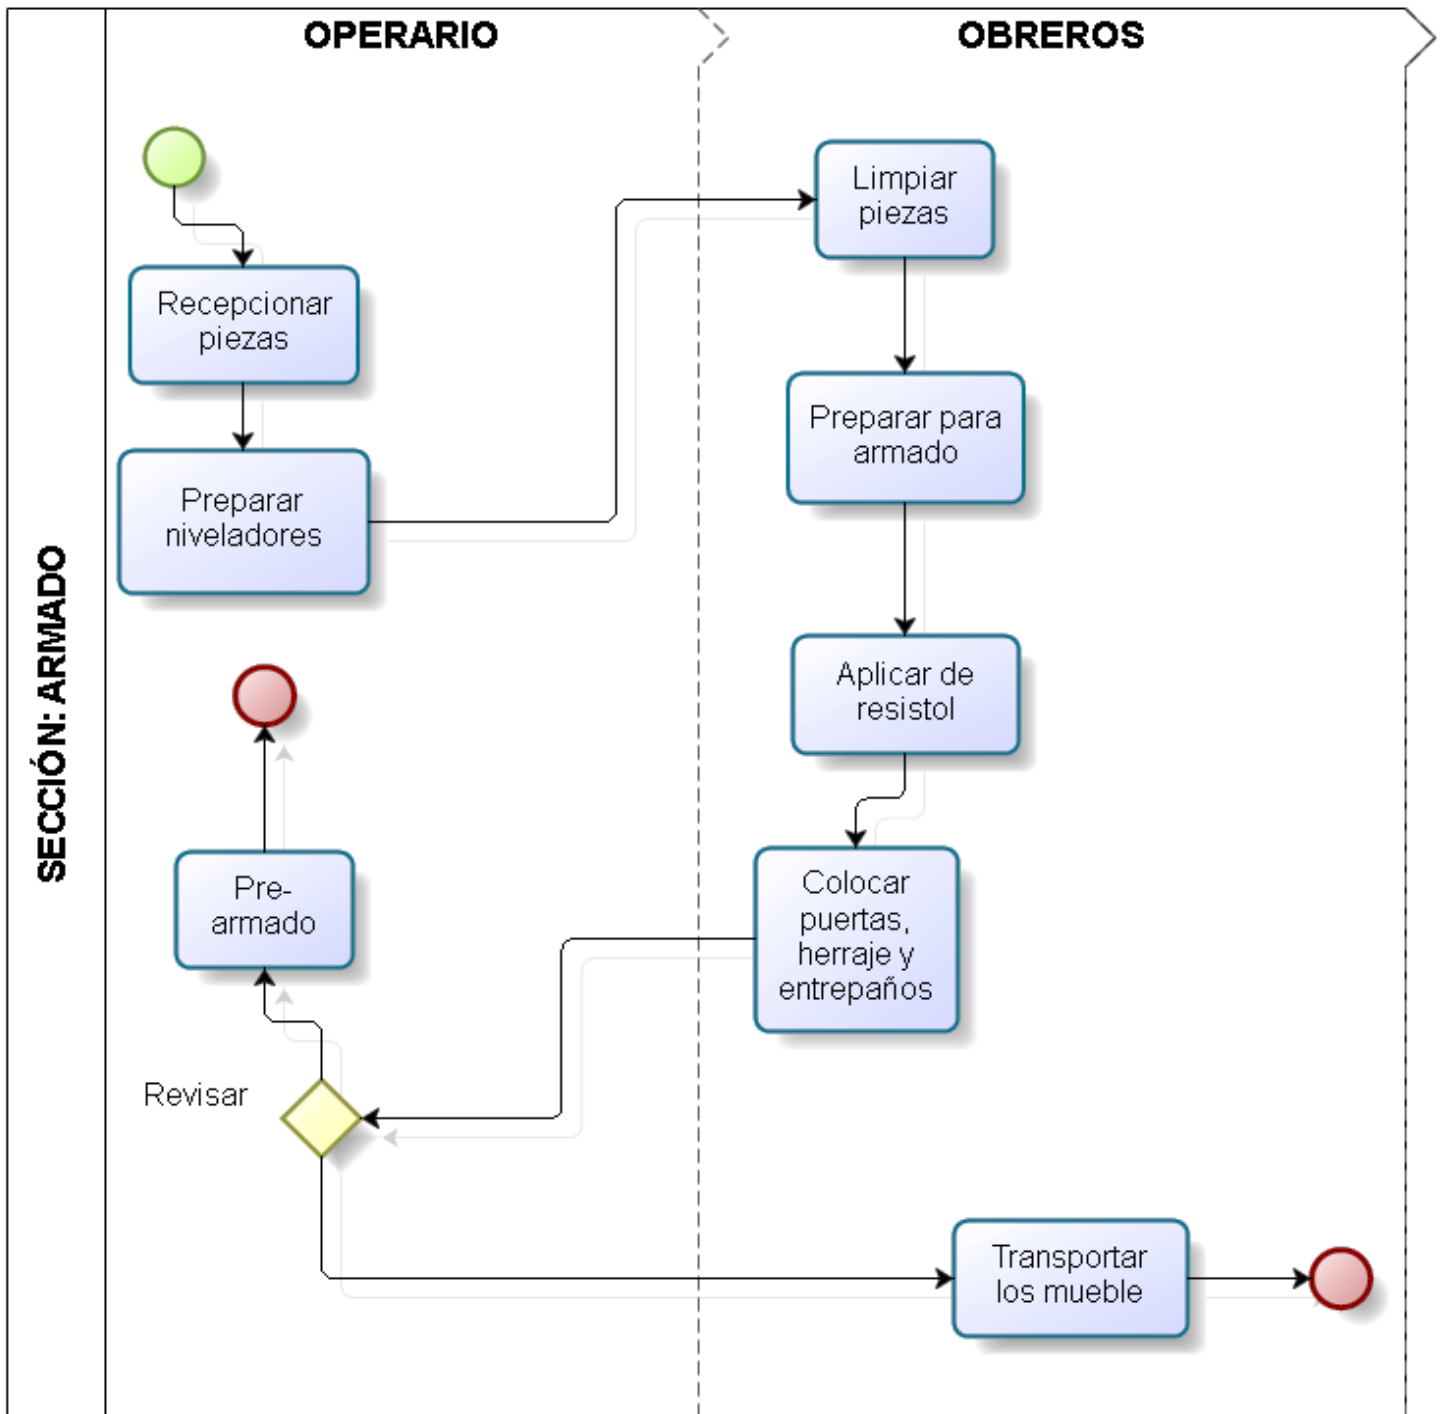 OPERARIO
OBREROS
SECCIÓN: ARMADO
Recepcionar
piezas
Preparar
niveladores
Limpiar
piezas
Preparar para
armado
Aplicar de
resistol
Colocar
puertas,
herraje y
entrepaños
Revisar
Pre-
armado
Transportar
los mueble